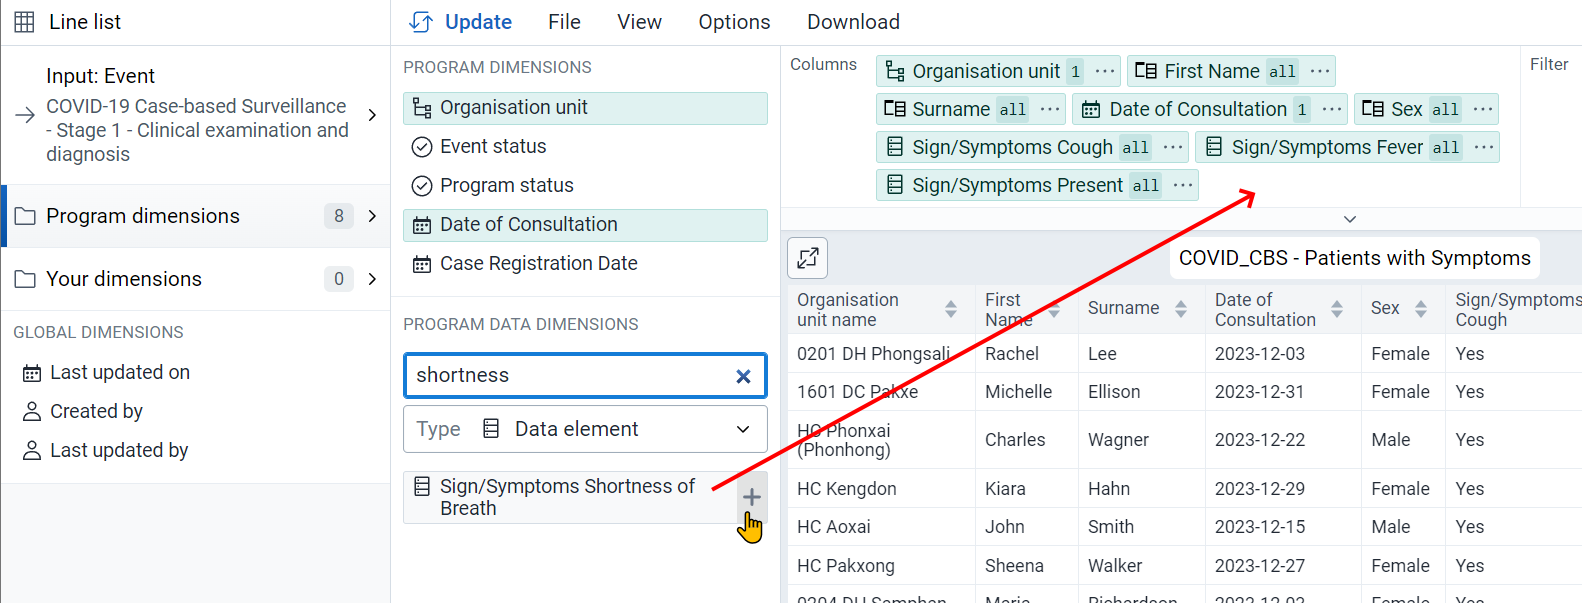 Line list
Update File View Options Download
Input: Event
COVID-19 Case-based Surveillance
- Stage 1 - Clinical examination and
diagnosis
Program dimensions 8
Your dimensions 0
GLOBAL DIMENSIONS
Last updated on
Created by
Last updated by
PROGRAM DIMENSIONS
Organisation unit
Event status
Program status
Date of Consultation
Case Registration Date
PROGRAM DATA DIMENSIONS
shortness
Type Data element
Sign/Symptoms Shortness of
Breath
Columns
Organisation unit 1 ··· First Name all ···
Surname all ··· Date of Consultation 1 ··· Sex all ···
Sign/Symptoms Cough all ··· Sign/Symptoms Fever all ···
Sign/Symptoms Present all ···
Filter
COVID_CBS - Patients with Symptoms
Organisation
unit name
First
Name
Surname
Date of
Consultation
Sex
Sign/Symptoms
Cough
0201 DH Phongsali Rachel Lee 2023-12-03 Female Yes
1601 DC Pakxe Michelle Ellison 2023-12-31 Female Yes
HC Phonxai
(Phonhong)
Charles Wagner 2023-12-22 Male Yes
HC Kengdon Kiara Hahn 2023-12-29 Female Yes
HC Aoxai John Smith 2023-12-15 Male Yes
HC Pakxong Sheena Walker 2023-12-27 Female Yes